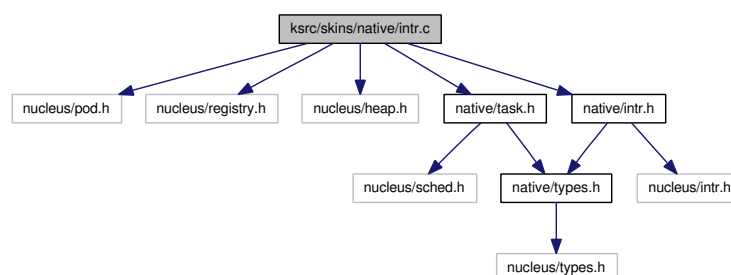 ksrc/skins/native/intr.c
nucleus/pod.h
nucleus/registry.h
nucleus/heap.h
native/task.h
native/intr.h
nucleus/sched.h
native/types.h
nucleus/intr.h
nucleus/types.h